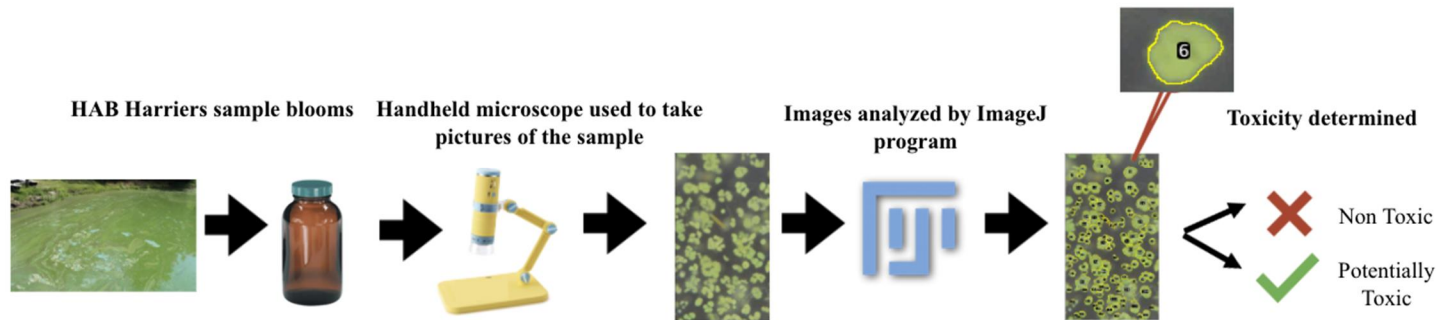 HAB Harriers sample blooms
Handheld microscope used to take
pictures of the sample
Images analyzed by ImageJ
program
6
Toxicity determined
Non Toxic
Potentially
Toxic